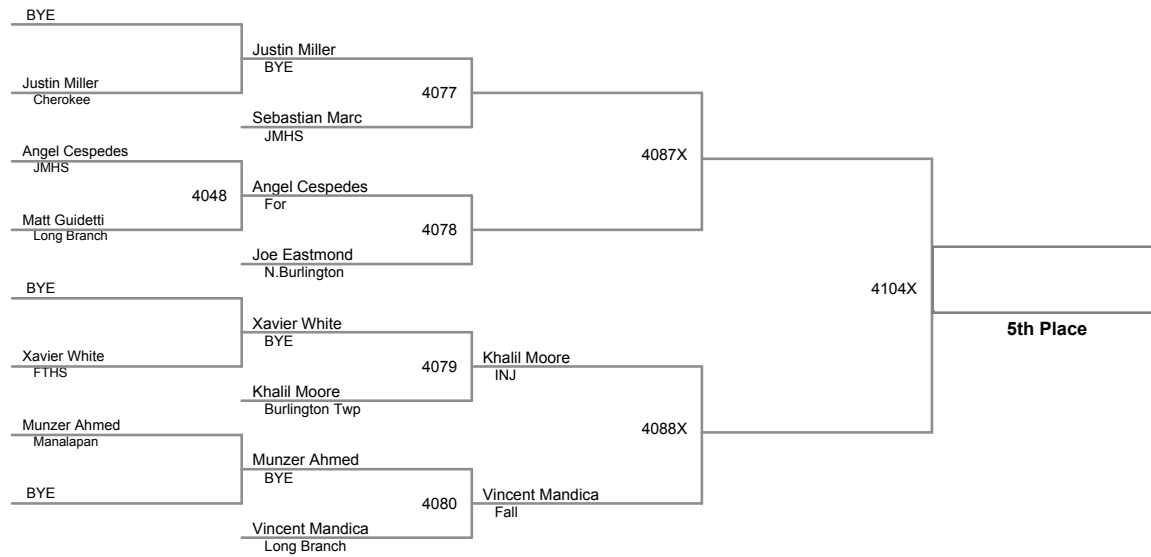 BYE
Justin Miller
BYE
Justin Miller
Cherokee
4077
Sebastian Marc
JMHS
Angel Cespedes
JMHS
4087X
4048
Angel Cespedes
For
Matt Guidetti
Long Branch
4078
Joe Eastmond
N.Burlington
BYE
4104X
Xavier White
BYE
5th Place
Xavier White
FTHS
4079
Khalil Moore
INJ
Khalil Moore
Burlington Twp
Munzer Ahmed
Manalapan
4088X
Munzer Ahmed
BYE
BYE
4080
Vincent Mandica
Fall
Vincent Mandica
Long Branch